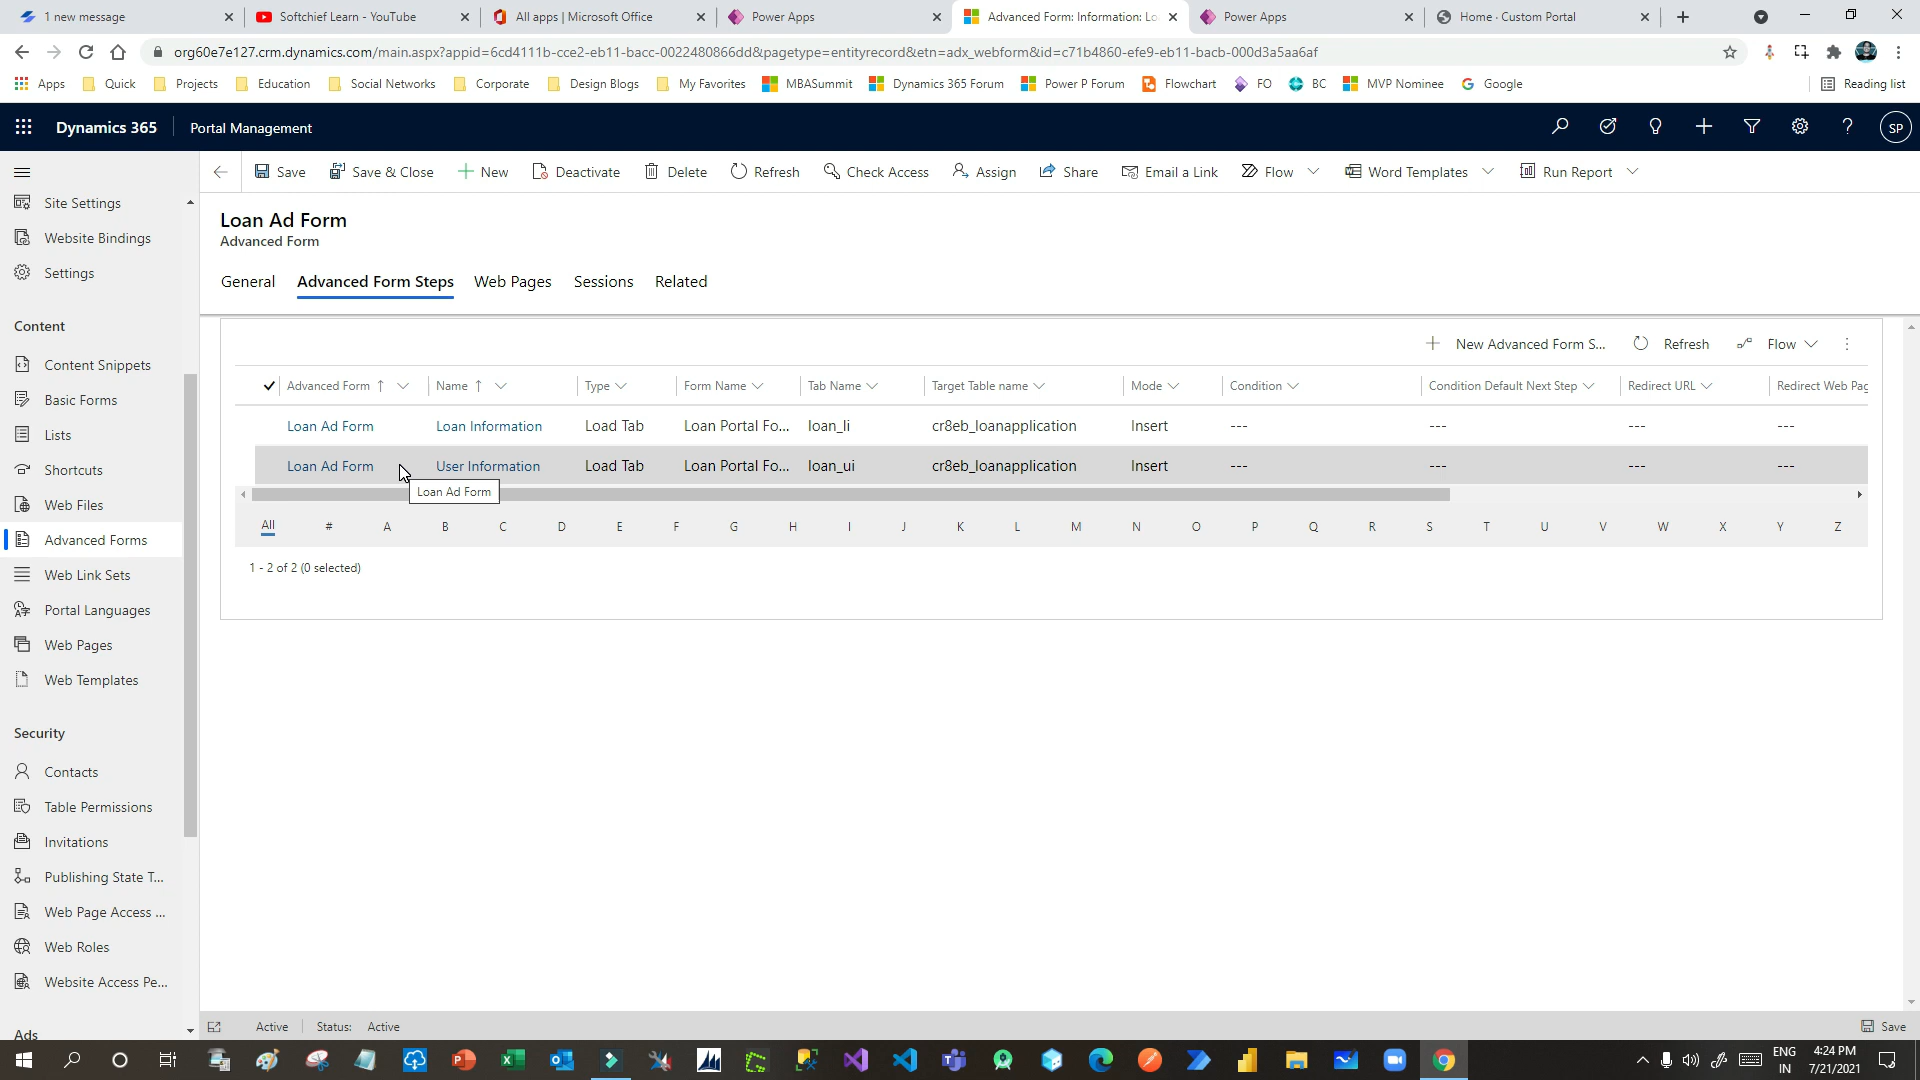 1 new message
Softchief Learn - YouTube
All apps | Microsoft Office
Power Apps
Advanced Form: Information: Lo
Power Apps
Home · Custom Portal
org60e7e127.crm.dynamics.com/main.aspx?appid=6cd4111b-cce2-eb11-bacc-0022480866dd&pagetype=entityrecord&etn=adx_webform&id=c71b4860-efe9-eb11-bacb-000d3a5aa6af
Apps Quick Projects Education Social Networks Corporate Design Blogs My Favorites MBASummit Dynamics 365 Forum Power P Forum Flowchart FO BC MVP Nominee Google Reading list
Dynamics 365 Portal Management SP
Save Save & Close New Deactivate Delete Refresh Check Access Assign Share Email a Link Flow Word Templates Run Report
Site Settings
Website Bindings
Settings
Content
Content Snippets
Basic Forms
Lists
Shortcuts
Web Files
Advanced Forms
Web Link Sets
Portal Languages
Web Pages
Web Templates
Security
Contacts
Table Permissions
Invitations
Publishing State T...
Web Page Access ...
Web Roles
Website Access Pe...
Ads
Loan Ad Form
Advanced Form
General Advanced Form Steps Web Pages Sessions Related
New Advanced Form S... Refresh Flow
Advanced Form Name Type Form Name Tab Name Target Table name Mode Condition Condition Default Next Step Redirect URL Redirect Web Pag
Loan Ad Form Loan Information Load Tab Loan Portal Fo... loan_li cr8eb_loanapplication Insert --- --- --- ---
Loan Ad Form User Information Load Tab Loan Portal Fo... loan_ui cr8eb_loanapplication Insert --- --- --- ---
Loan Ad Form
All # A B C D E F G H I J K L M N O P Q R S T U V W X Y Z
1 - 2 of 2 (0 selected)
Active Status: Active Save
ENG
IN
4:24 PM
7/21/2021